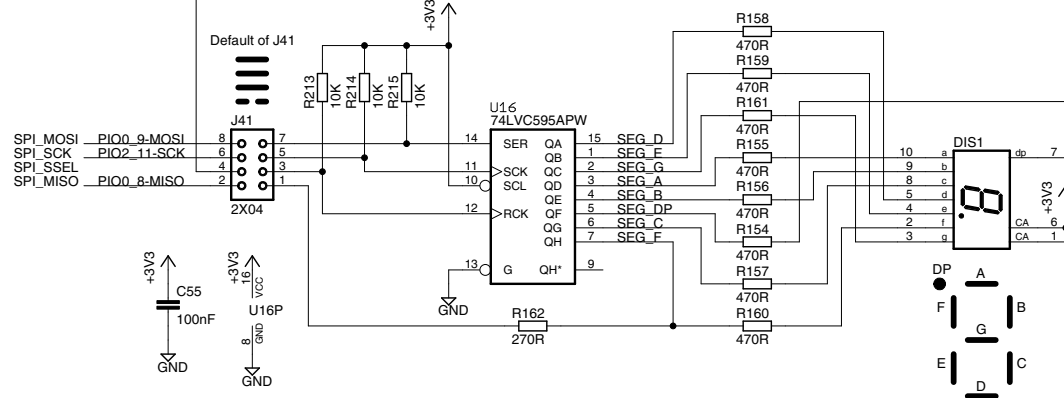 +3V3
Default of J41
R213
10K
R214
10K
R215
10K
J41
SPI_MOSI PIO0_9-MOSI 8 7
SPI_SCK PIO2_11-SCK 6 5
SPI_SSEL 4 3
SPI_MISO PIO0_8-MISO 2 1
2X04
U16
74LVC595APW
14 SER QA 15 SEG_D
QB 1 SEG_E
11 SCK QC 2 SEG_G
10 SCL QD 3 SEG_A
QE 4 SEG_B
12 RCK QF 5 SEG_DP
QG 6 SEG_C
QH 7 SEG_F
13 G QH* 9
GND
R158
470R
R159
470R
R161
470R
R155
470R
R156
470R
R154
470R
R157
470R
R160
470R
R162
270R
DIS1
10 a dp 7
9 b
8 c
5 d
4 e
2 f CA 6
3 g CA 1
+3V3
+3V3
C55
100nF
GND
+3V3
16
VCC
U16P
GND
8
GND
DP
A
F B
G
E C
D